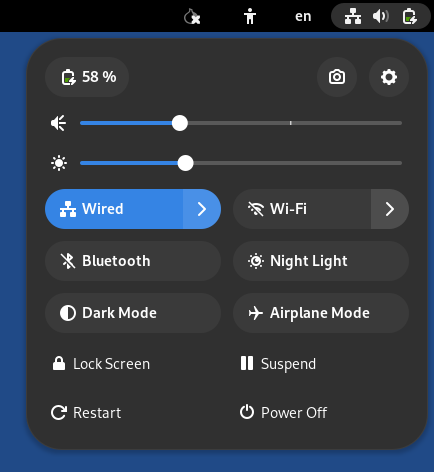 en
58 %
Wired
Wi-Fi
Bluetooth
Night Light
Dark Mode
Airplane Mode
Lock Screen
Suspend
Restart
Power Off